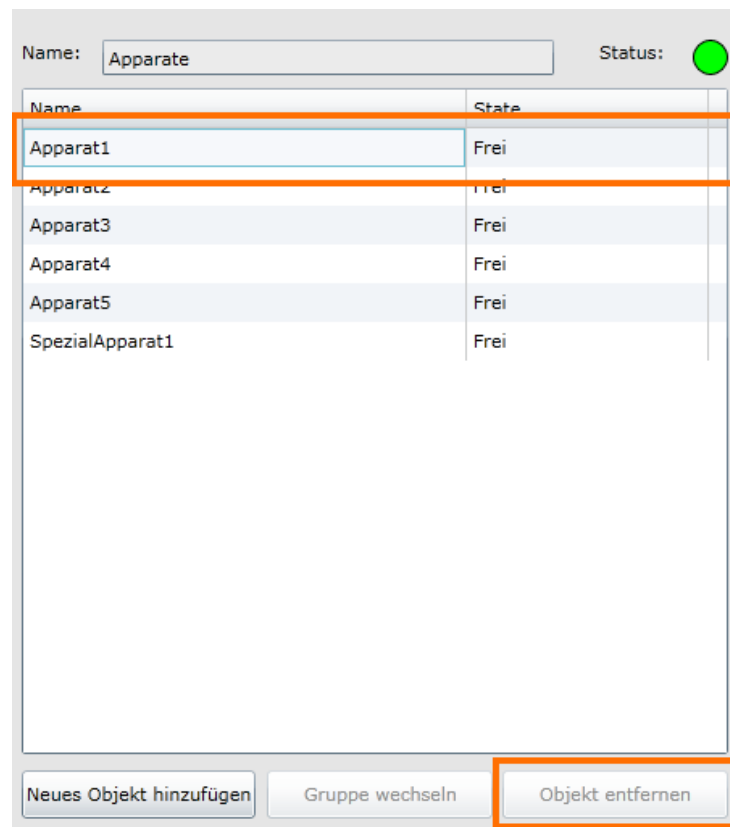 Name: Apparate Status:
Name State
Apparat1 Frei
Apparat2 Frei
Apparat3 Frei
Apparat4 Frei
Apparat5 Frei
SpezialApparat1 Frei
Neues Objekt hinzufügen Gruppe wechseln Objekt entfernen